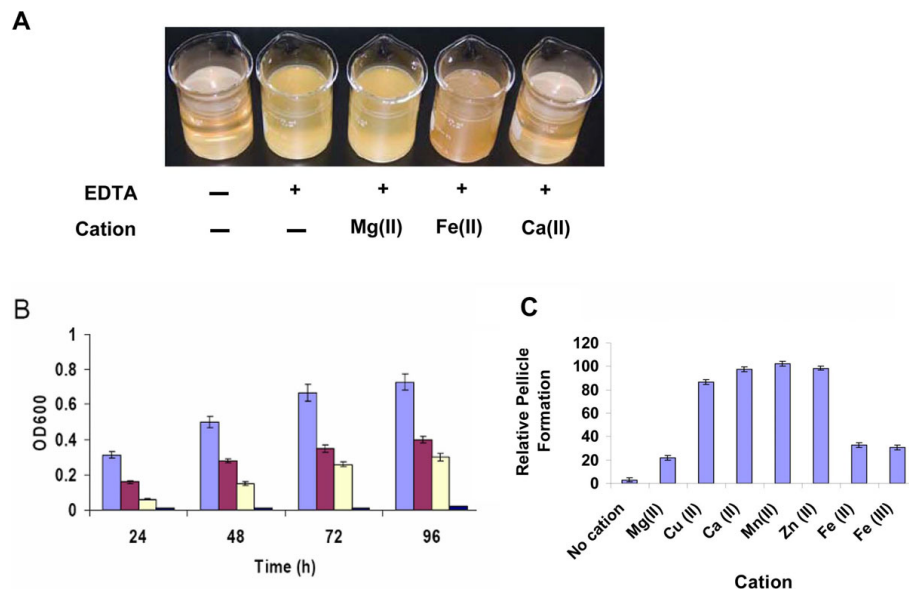 A
EDTA — + + + +
Cation — — Mg(II) Fe(II) Ca(II)
B
OD600
1
0.8
0.6
0.4
0.2
0
24 48 72 96
Time (h)
C
Relative Pellicle
Formation
120
100
80
60
40
20
0
No cation Mg(II) Cu (II) Ca (II) Mn(II) Zn (II) Fe (II) Fe (III)
Cation